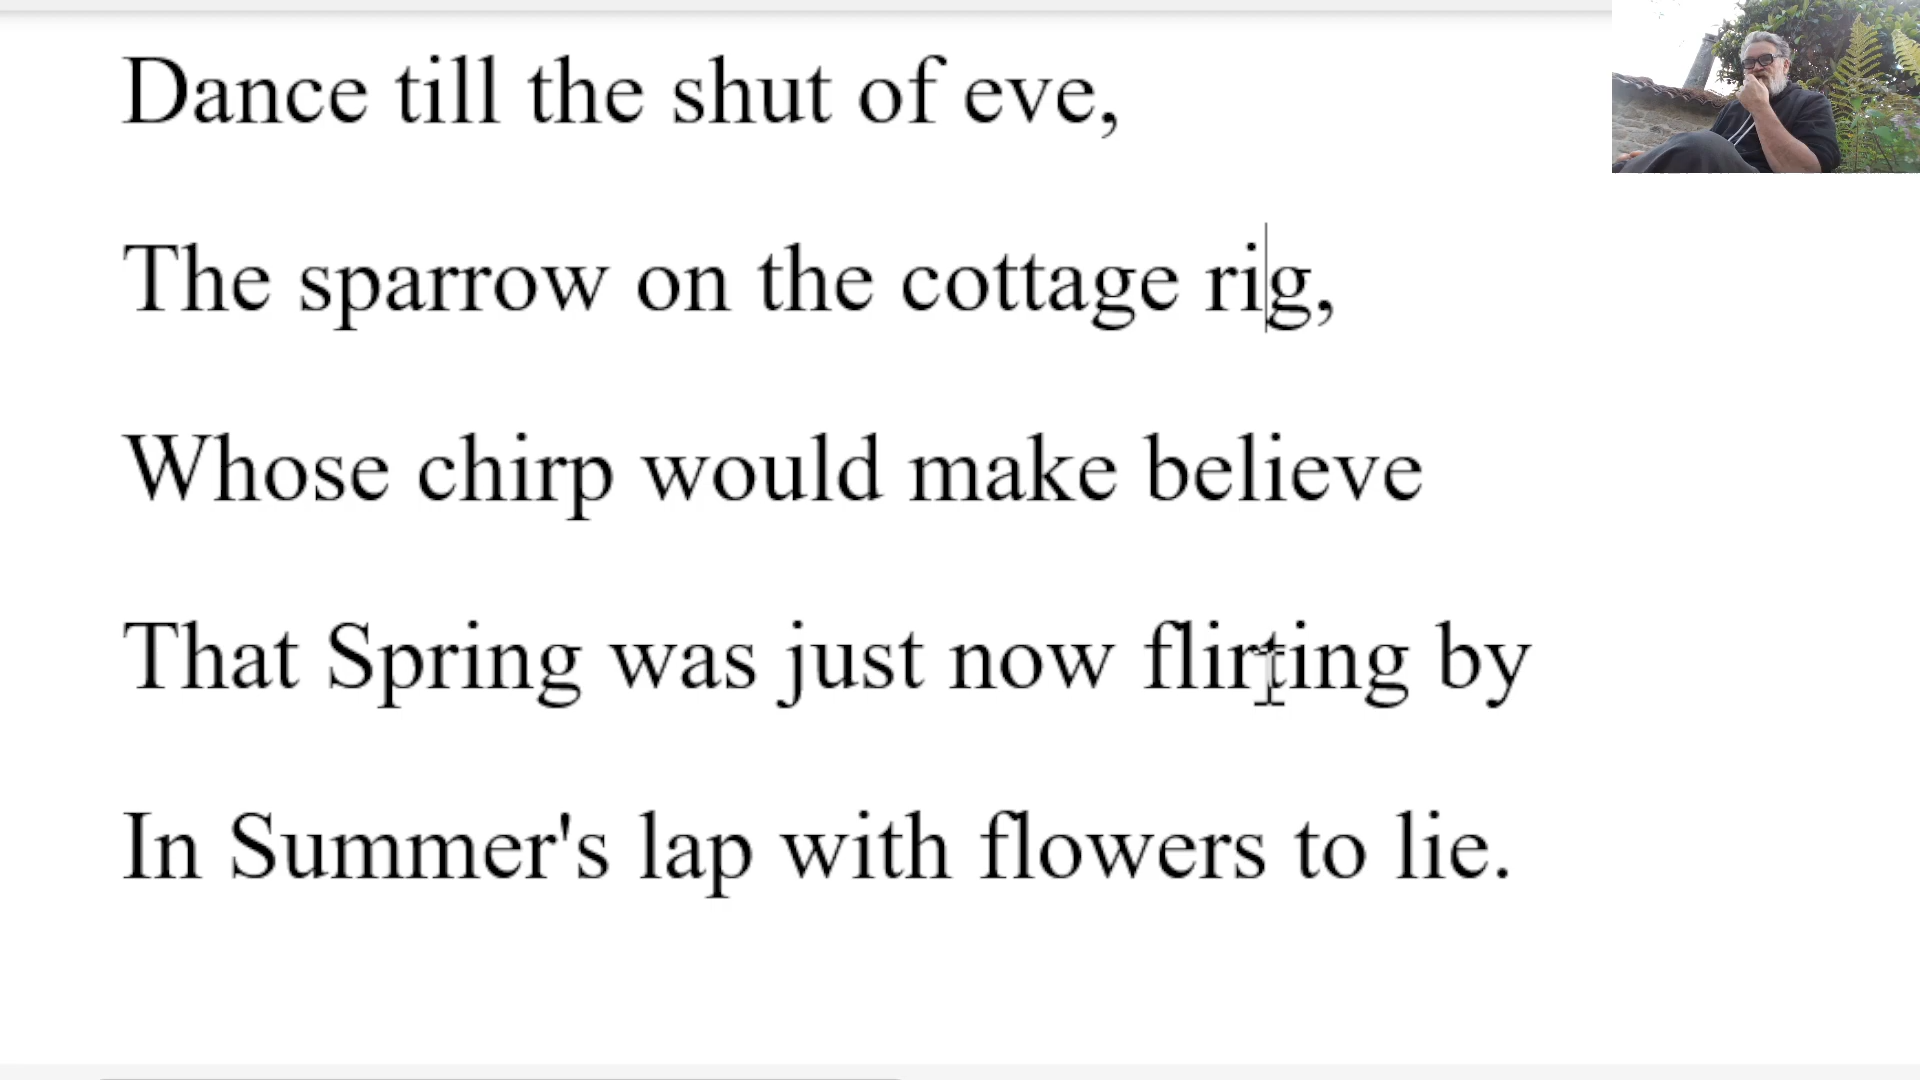 Dance till the shut of eve,
The sparrow on the cottage rig,
Whose chirp would make believe
That Spring was just now flirting by
In Summer's lap with flowers to lie.